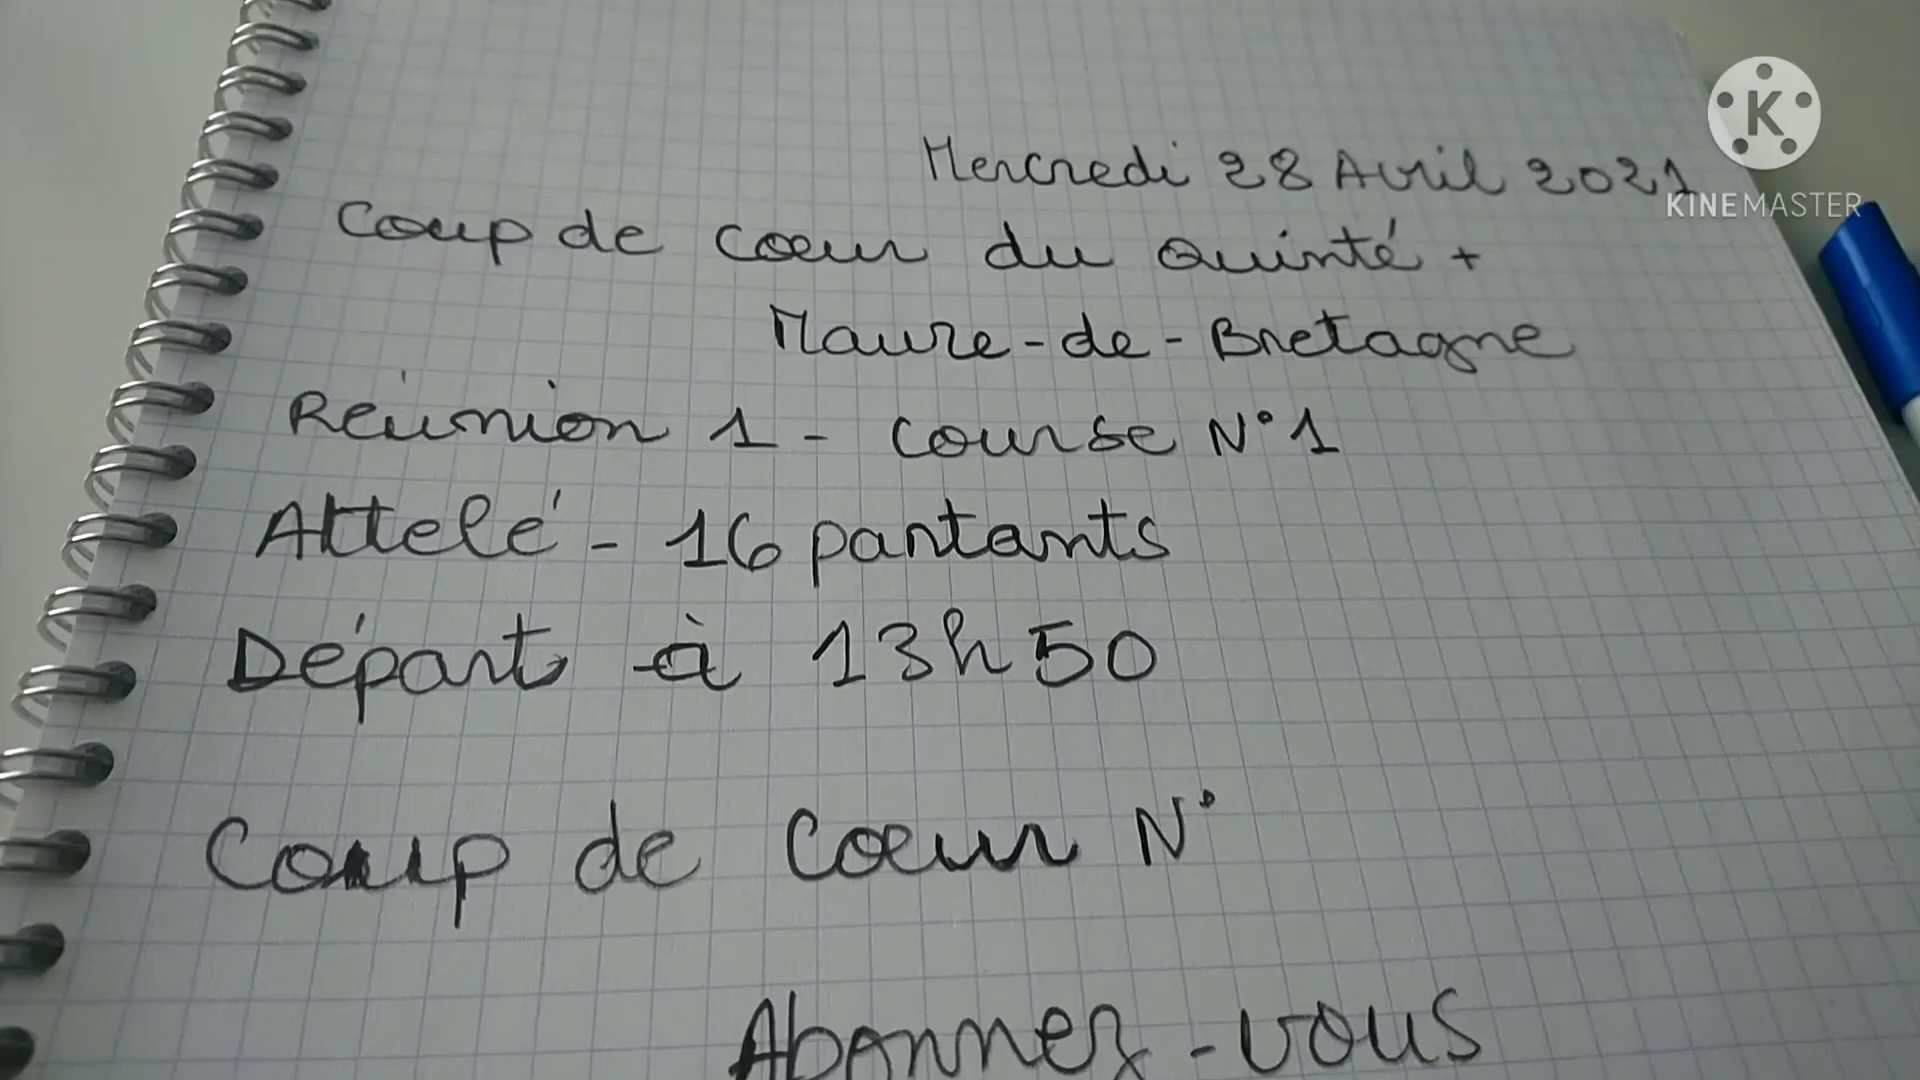 Mercredi 28 Avril 2021
Coup de coeur du Quinté +
Maure-de-Bretagne
Réunion 1 - course N°1
Attelé - 16 partants
Départ à 13h50
Coup de Coeur N°
Abonnez-vous
K
KINEMASTER